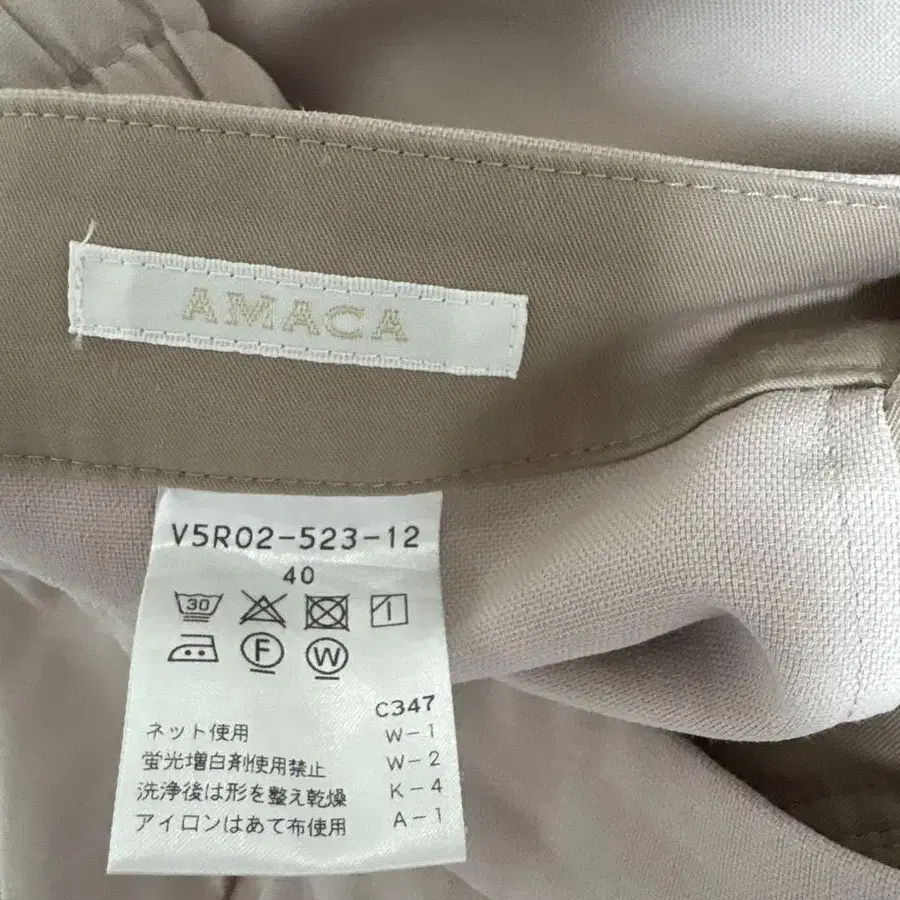 AMACA
V5R02-523-12
40
30
F W
C347
ネット使用 W-1
蛍光増白剤使用禁止 W-2
洗浄後は形を整え乾燥 K-4
アイロンはあて布使用 A-1